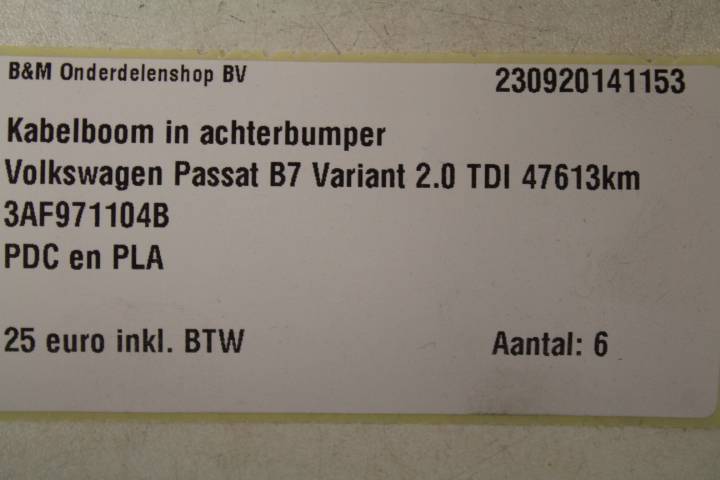 B&M Onderdelenshop BV 230920141153
Kabelboom in achterbumper
Volkswagen Passat B7 Variant 2.0 TDI 47613km
3AF971104B
PDC en PLA
25 euro inkl. BTW Aantal: 6